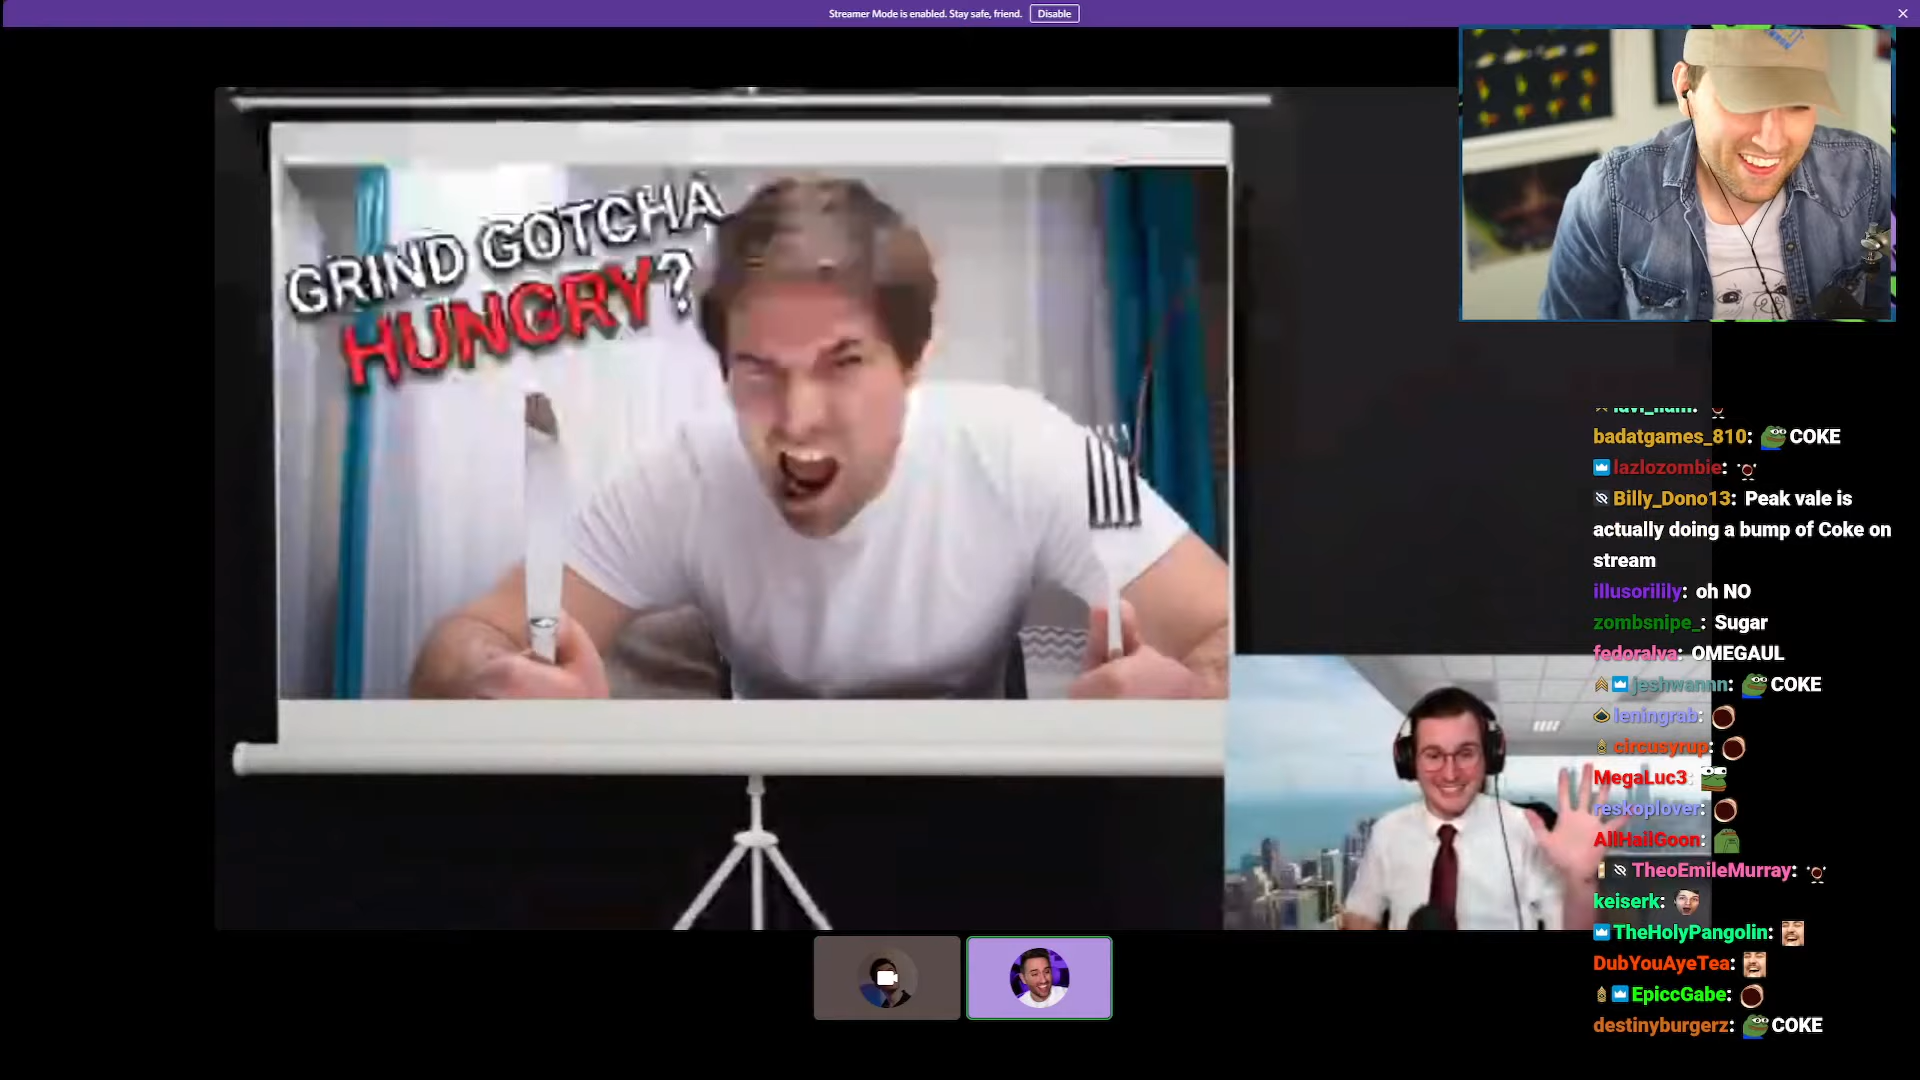 Streamer Mode is enabled. Stay safe, friend. Disable
GRIND GOTCHA
HUNGRY?
badatgames_810: COKE
lazlozombie:
Billy_Dono13: Peak vale is
actually doing a bump of Coke on
stream
illusorilily: oh NO
zombsnipe_: Sugar
fedoralva: OMEGAUL
jeshwannn: COKE
leningrab:
circusyrup:
MegaLuc3:
reskoplover:
AllHailGoon:
TheoEmileMurray:
keiserk:
TheHolyPangolin:
DubYouAyeTea:
EpiccGabe:
destinyburgerz: COKE